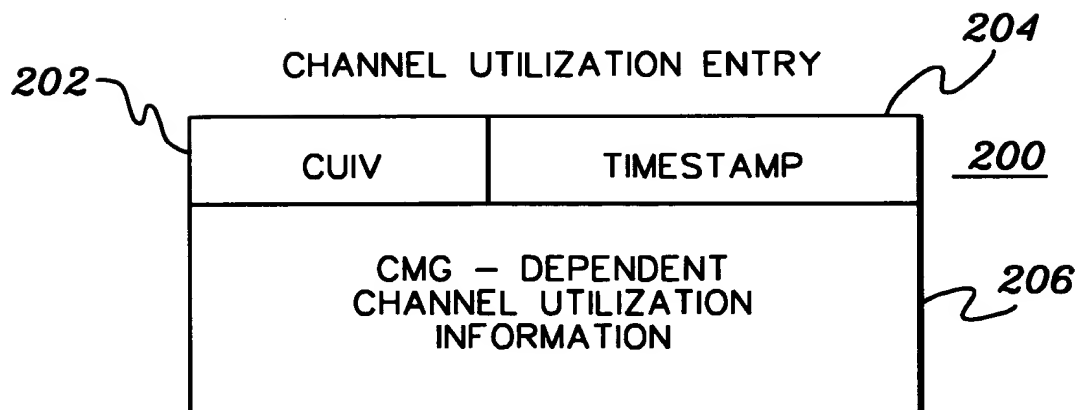 204
CHANNEL UTILIZATION ENTRY
202
CUIV TIMESTAMP 200
CMG - DEPENDENT
CHANNEL UTILIZATION
INFORMATION
206